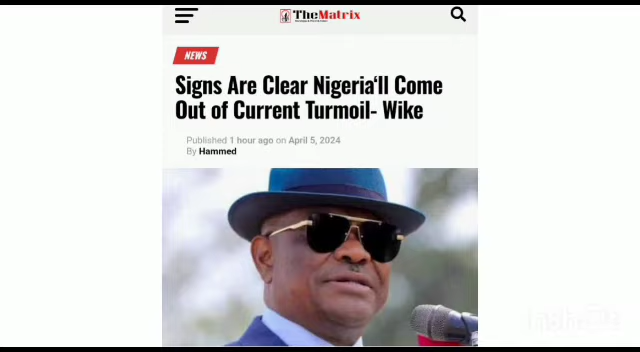 TheMatrix
NEWS
Signs Are Clear Nigeria‘ll Come
Out of Current Turmoil- Wike
Published 1 hour ago on April 5, 2024
By Hammed